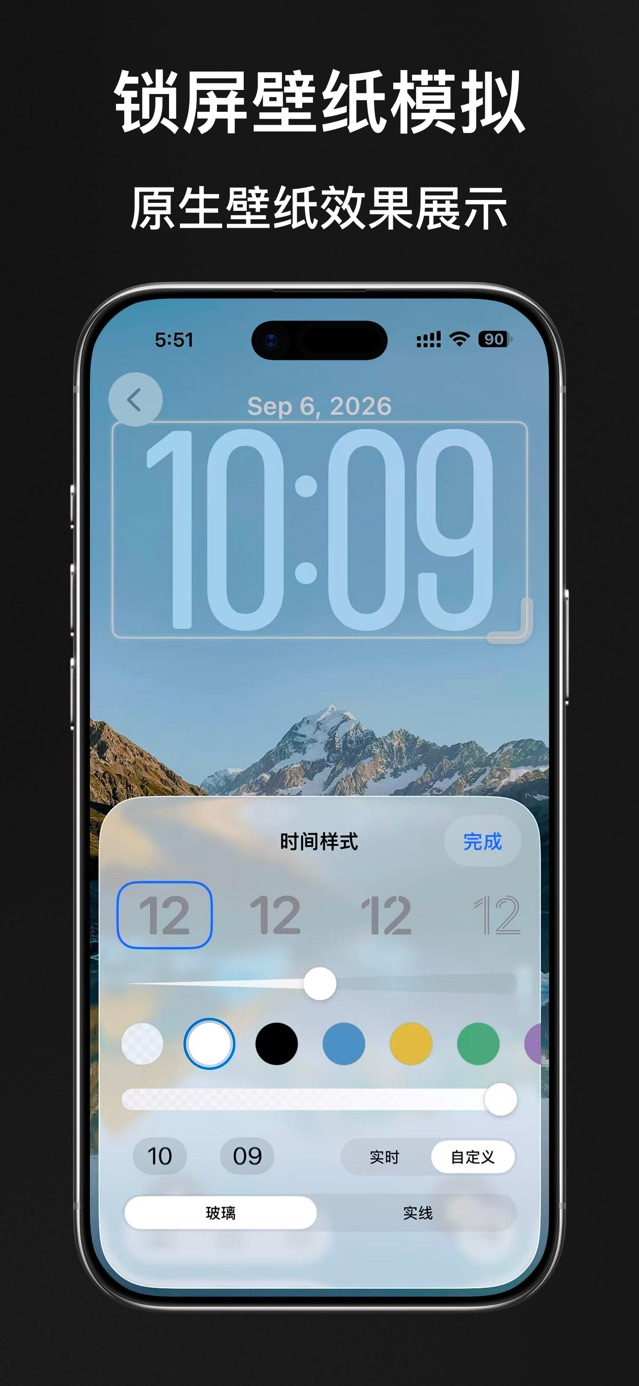 锁屏壁纸模拟
原生壁纸效果展示
5:51
90
Sep 6, 2026
10:09
时间样式
完成
12 12 12 12
10 09 实时 自定义
玻璃 实线